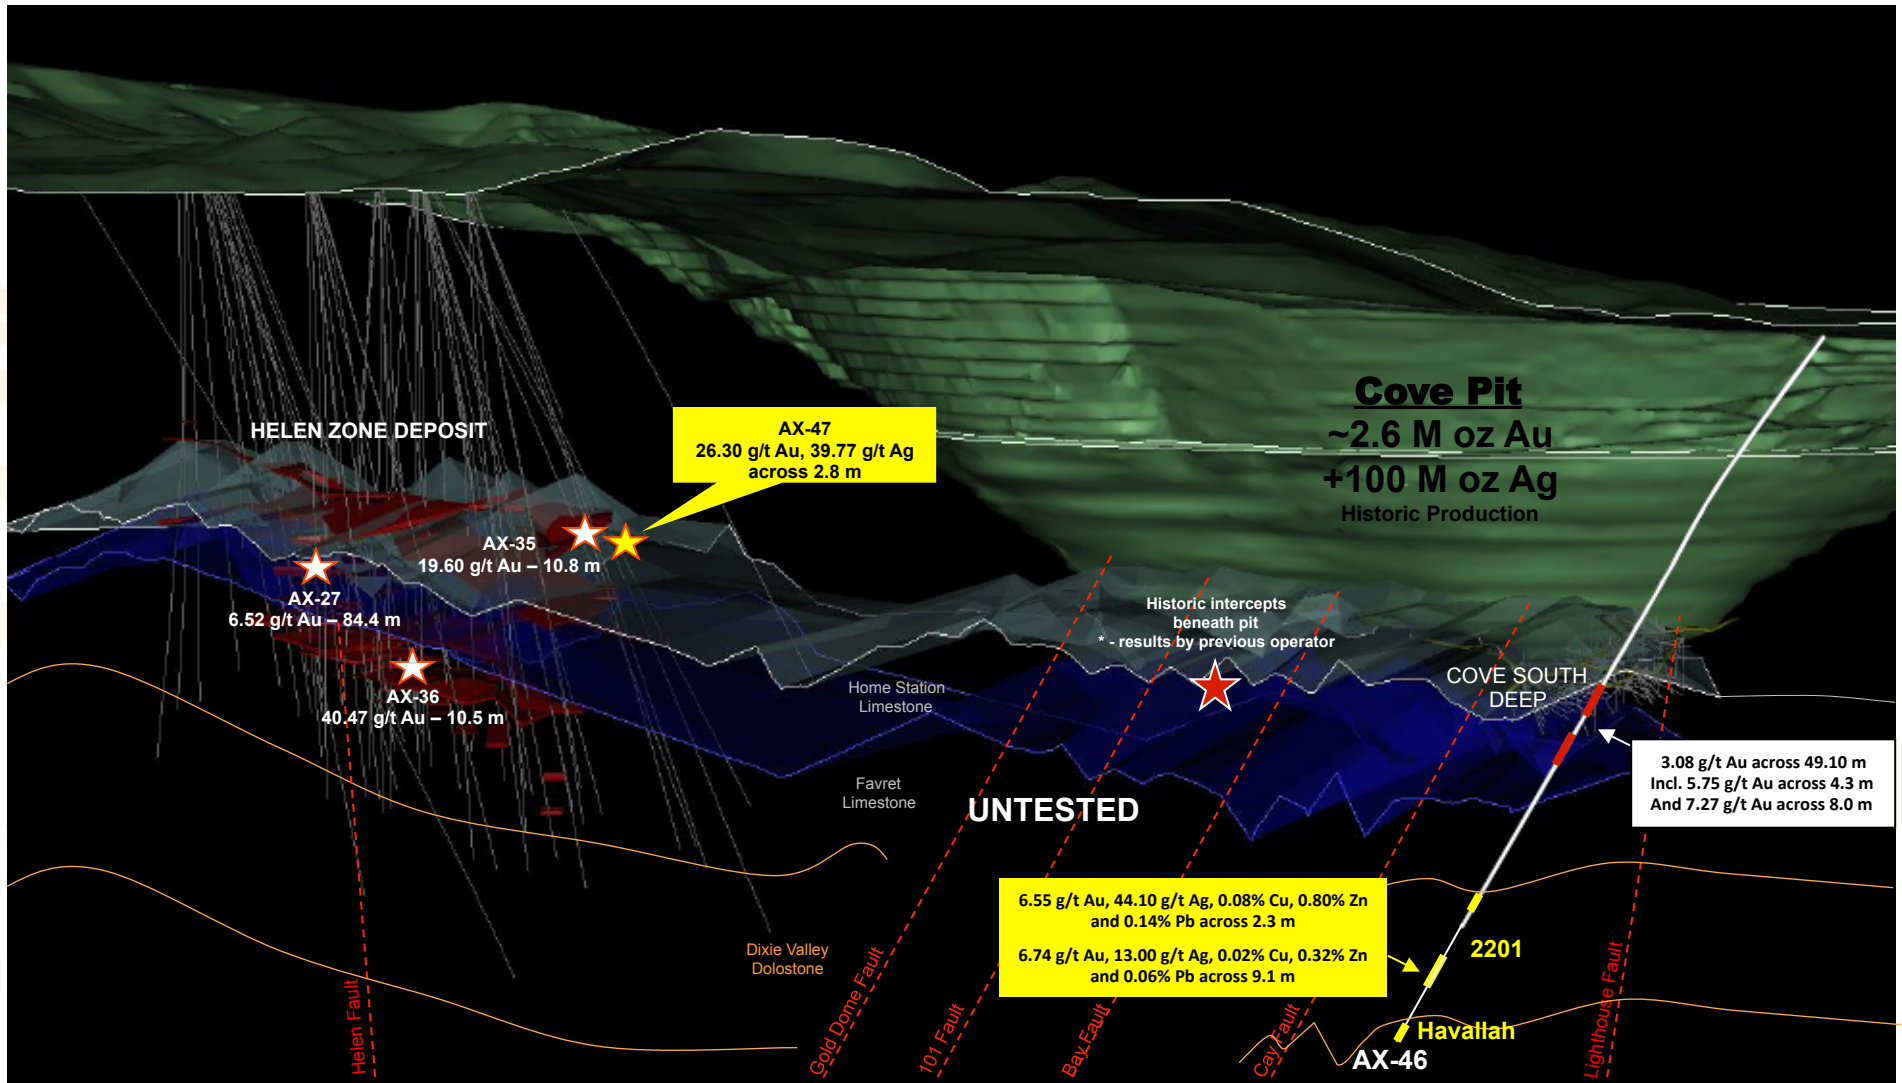 HELEN ZONE DEPOSIT
AX-47
26.30 g/t Au, 39.77 g/t Ag
across 2.8 m
Cove Pit
~2.6 M oz Au
+100 M oz Ag
Historic Production
AX-35
19.60 g/t Au – 10.8 m
AX-27
6.52 g/t Au – 84.4 m
AX-36
40.47 g/t Au – 10.5 m
Historic intercepts
beneath pit
* - results by previous operator
Home Station
Limestone
COVE SOUTH
DEEP
3.08 g/t Au across 49.10 m
Incl. 5.75 g/t Au across 4.3 m
And 7.27 g/t Au across 8.0 m
Favret
Limestone
UNTESTED
6.55 g/t Au, 44.10 g/t Ag, 0.08% Cu, 0.80% Zn
and 0.14% Pb across 2.3 m
6.74 g/t Au, 13.00 g/t Ag, 0.02% Cu, 0.32% Zn
and 0.06% Pb across 9.1 m
2201
Dixie Valley
Dolostone
Helen Fault
Gold Dome Fault
101 Fault
Bay Fault
Cay Fault
Lighthouse Fault
Havallah
AX-46